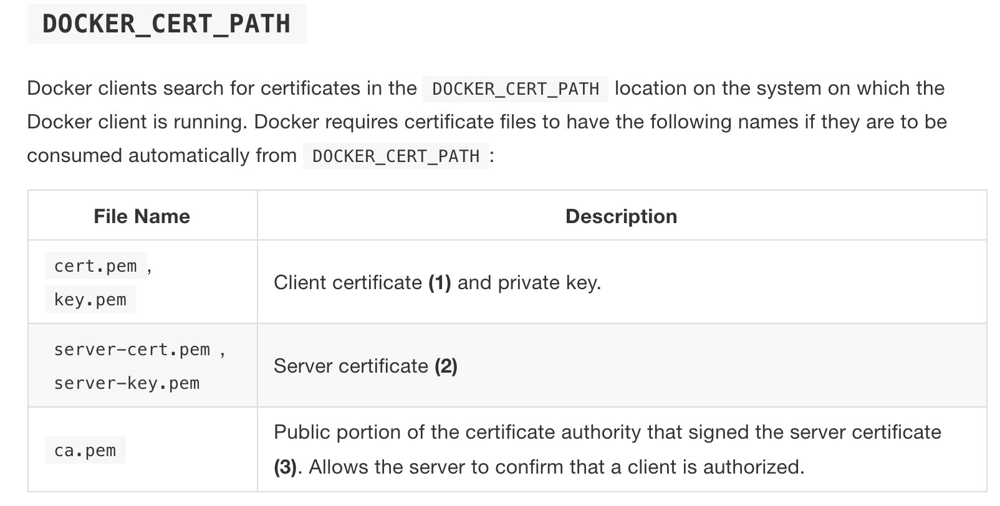 DOCKER_CERT_PATH
Docker clients search for certificates in the DOCKER_CERT_PATH location on the system on which the
Docker client is running. Docker requires certificate files to have the following names if they are to be
consumed automatically from DOCKER_CERT_PATH :
File Name Description
cert.pem ,
key.pem
Client certificate (1) and private key.
server-cert.pem ,
server-key.pem
Server certificate (2)
ca.pem
Public portion of the certificate authority that signed the server certificate
(3). Allows the server to confirm that a client is authorized.